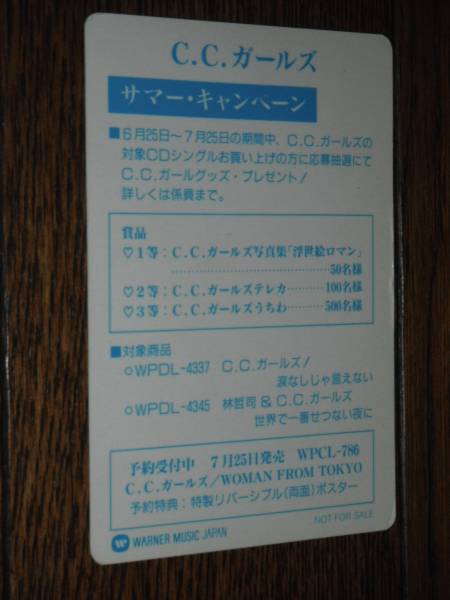 C.C.ガールズ
サマー・キャンペーン
■6月25日～7月25日の期間中、C.C.ガールズの
対象CDシングルお買い上げの方に応募抽選にて
C.C.ガールグッズ・プレゼント！
詳しくは係員まで。
賞品
♡1等：C.C.ガールズ写真集「浮世絵ロマン」
……………………………50名様
♡2等：C.C.ガールズテレカ………100名様
♡3等：C.C.ガールズうちわ………500名様
■対象商品
○WPDL-4337 C.C.ガールズ/
涙なしじゃ言えない
○WPDL-4345 林哲司 & C.C.ガールズ
世界で一番せつない夜に
予約受付中 7月25日発売 WPCL-786
C.C.ガールズ/WOMAN FROM TOKYO
予約特典：特製リバーシブル(両面)ポスター
NOT FOR SALE
WARNER MUSIC JAPAN